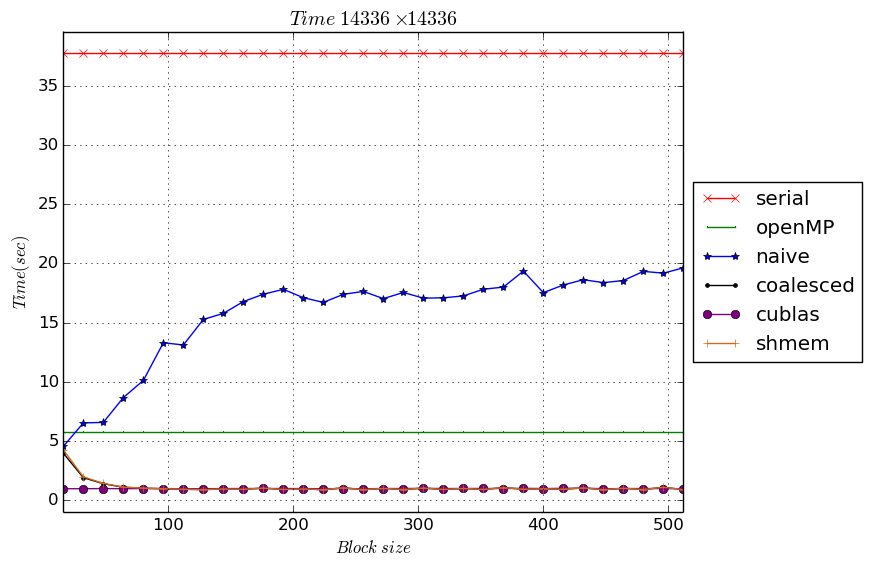 Time 14336 ×14336
Time(sec)
35
30
25
20
15
10
5
0
100 200 300 400 500
Block size
serial
openMP
naive
coalesced
cublas
shmem